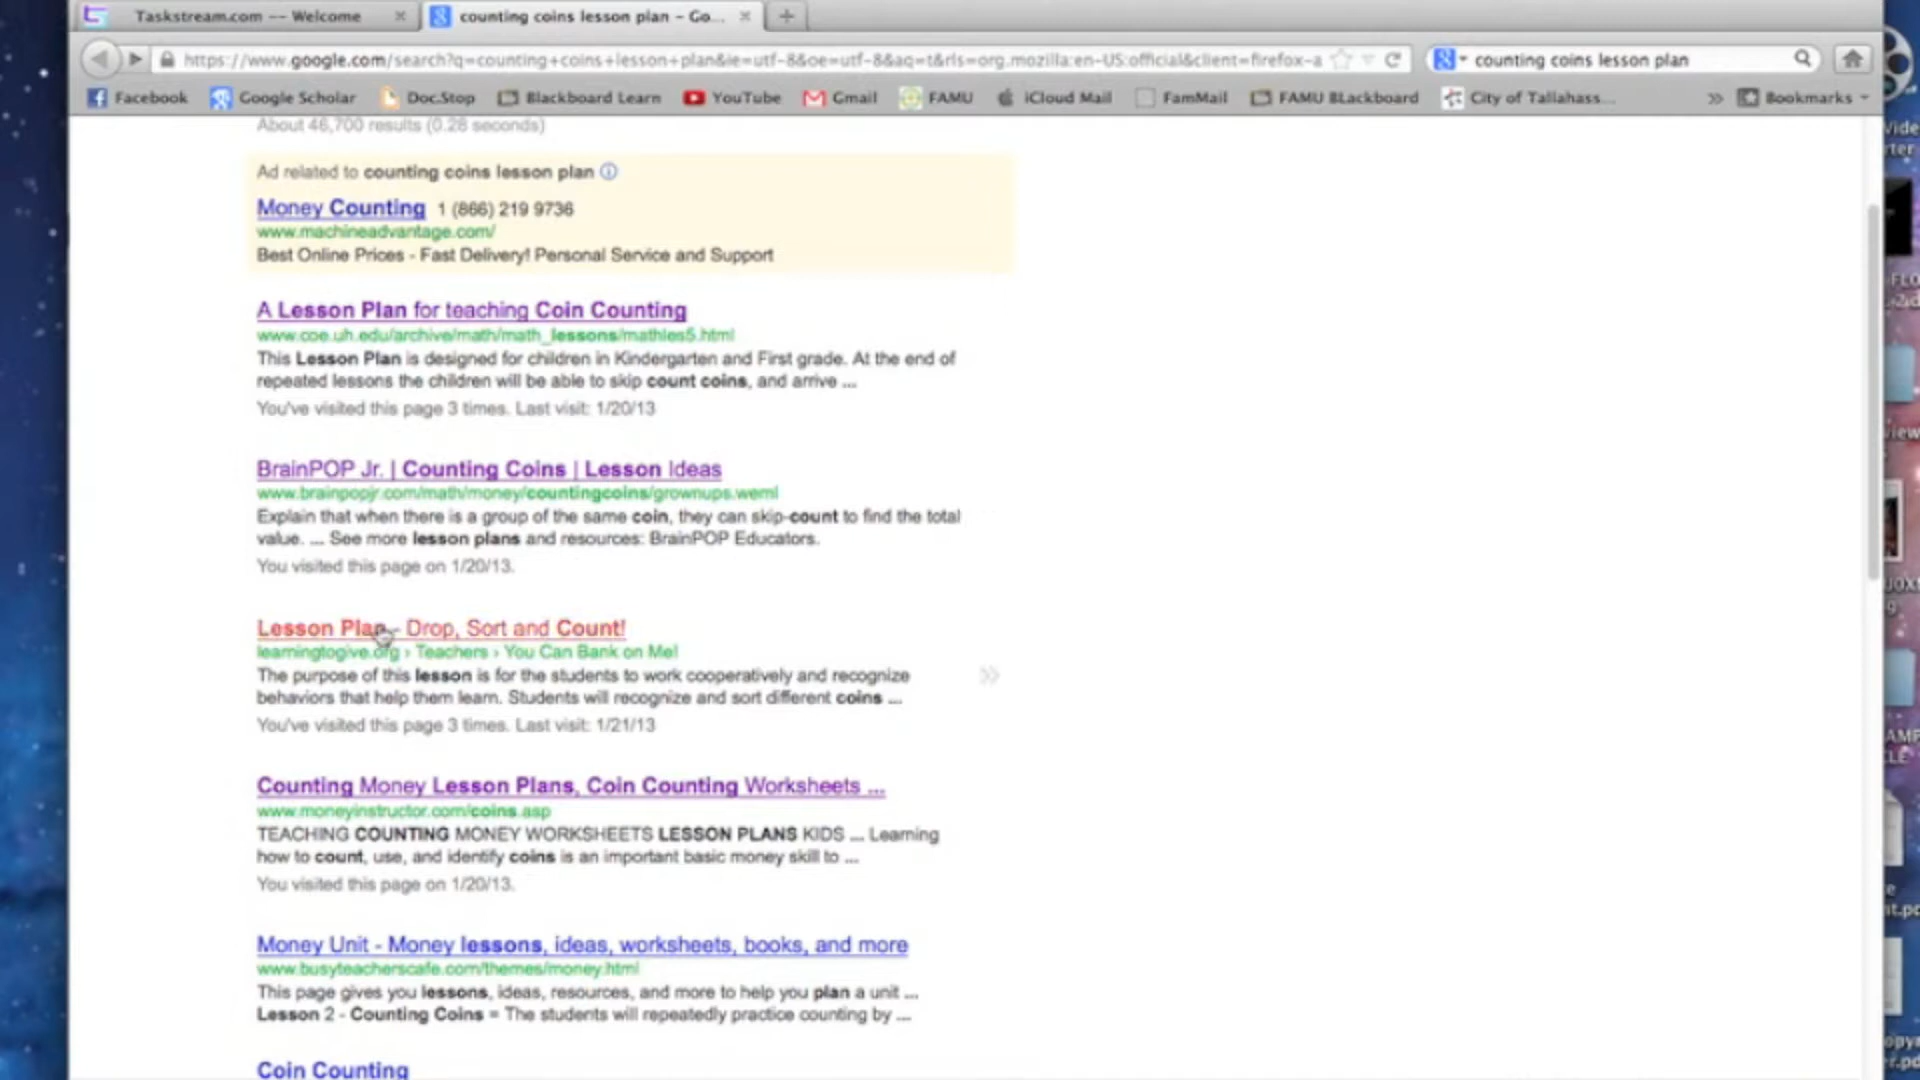 Taskstream.com -- Welcome
counting coins lesson plan - Go...
https://www.google.com/search?q=counting+coins+lesson+plan&ie=utf-8&oe=utf-8&aq=t&rls=org.mozilla:en-US:official&client=firefox-a
counting coins lesson plan
Facebook Google Scholar Doc.Stop Blackboard Learn YouTube Gmail FAMU iCloud Mail FamMail FAMU BLackboard City of Tallahass... Bookmarks
About 46,700 results (0.28 seconds)
Ad related to counting coins lesson plan
Money Counting 1 (866) 219 9736
www.machineadvantage.com/
Best Online Prices - Fast Delivery! Personal Service and Support
A Lesson Plan for teaching Coin Counting
www.coe.uh.edu/archive/math/math_lessons/mathles5.html
This Lesson Plan is designed for children in Kindergarten and First grade. At the end of
repeated lessons the children will be able to skip count coins, and arrive ...
You've visited this page 3 times. Last visit: 1/20/13
BrainPOP Jr. | Counting Coins | Lesson Ideas
www.brainpopjr.com/math/money/countingcoins/grownups.weml
Explain that when there is a group of the same coin, they can skip-count to find the total
value. ... See more lesson plans and resources: BrainPOP Educators.
You visited this page on 1/20/13.
Lesson Plan - Drop, Sort and Count!
learningtogive.org › Teachers › You Can Bank on Me!
The purpose of this lesson is for the students to work cooperatively and recognize
behaviors that help them learn. Students will recognize and sort different coins ...
You've visited this page 3 times. Last visit: 1/21/13
Counting Money Lesson Plans, Coin Counting Worksheets ...
www.moneyinstructor.com/coins.asp
TEACHING COUNTING MONEY WORKSHEETS LESSON PLANS KIDS ... Learning
how to count, use, and identify coins is an important basic money skill to ...
You visited this page on 1/20/13.
Money Unit - Money lessons, ideas, worksheets, books, and more
www.busyteacherscafe.com/themes/money.html
This page gives you lessons, ideas, resources, and more to help you plan a unit ...
Lesson 2 - Counting Coins = The students will repeatedly practice counting by ...
Coin Counting